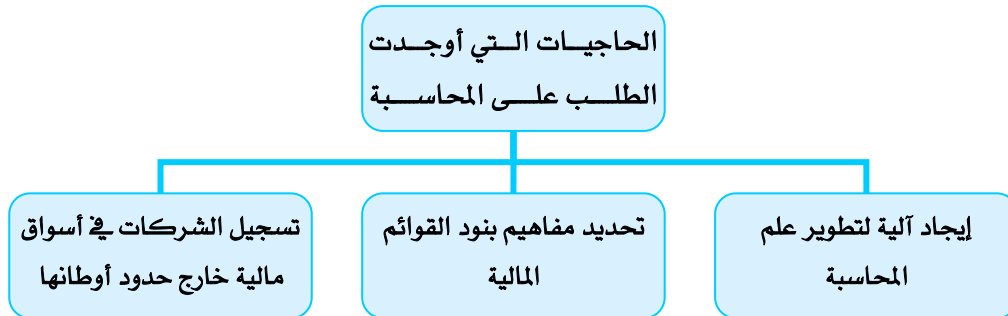 الحاجيات التي أوجدت
الطلب على المحاسبة
إيجاد آلية لتطوير علم
المحاسبة
تحديد مفاهيم بنود القوائم
المالية
تسجيل الشركات في أسواق
مالية خارج حدود أوطانها